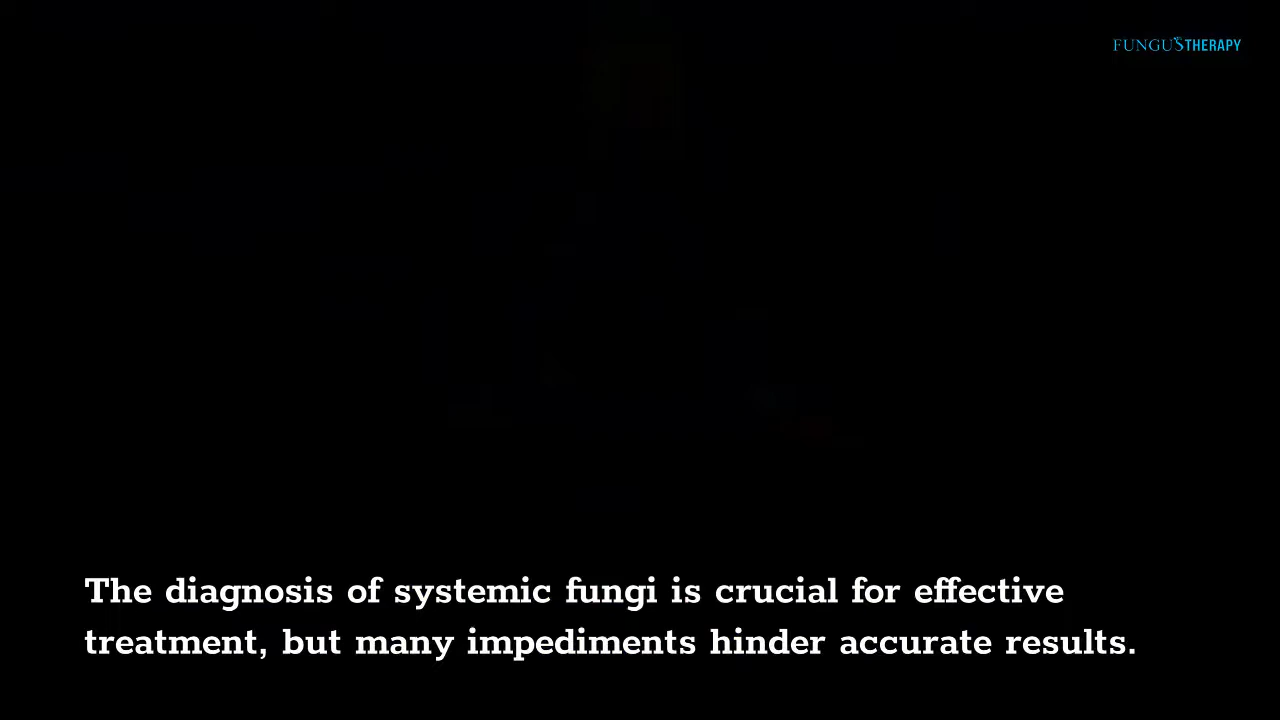 FUNGUSTHERAPY
The diagnosis of systemic fungi is crucial for effective
treatment, but many impediments hinder accurate results.